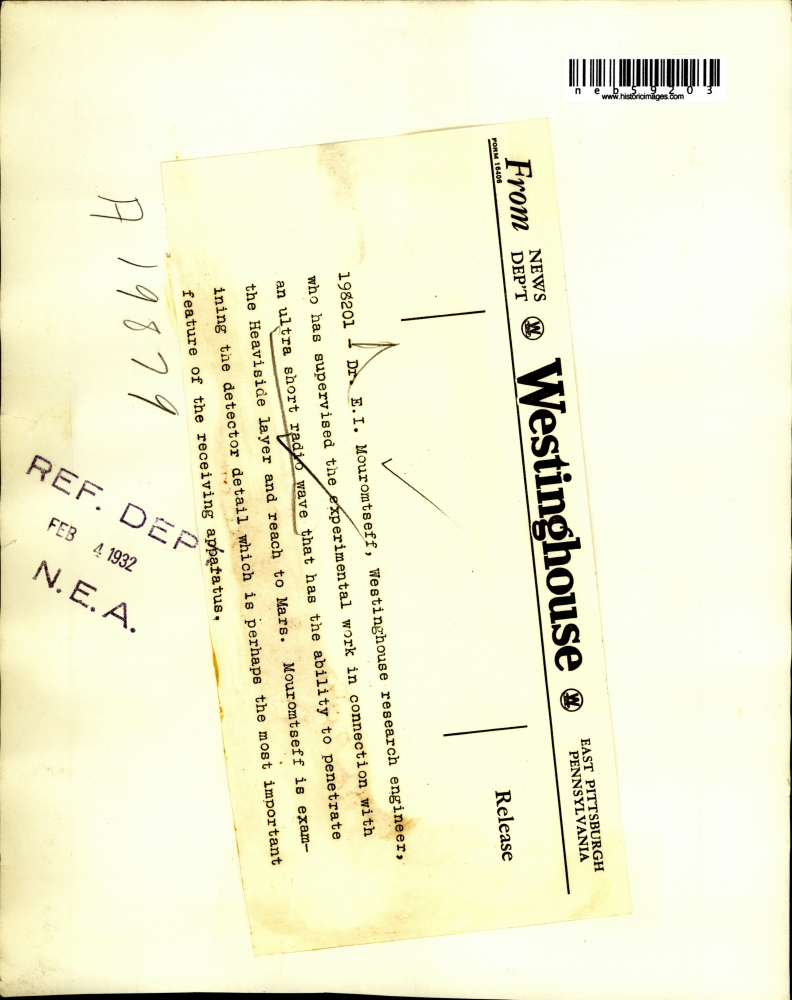 neb59203
www.historicimages.com
FORM 16406
From NEWS DEP'T W Westinghouse W EAST PITTSBURGH PENNSYLVANIA
Release
198201 - Dr. E.I. Mouromtseff, Westinghouse research engineer,
who has supervised the experimental work in connection with
an ultra short radio wave that has the ability to penetrate
the Heaviside layer and reach to Mars. Mouromtseff is exam-
ining the detector detail which is perhaps the most important
feature of the receiving apparatus.
A 19879
REF. DEPT
FEB 4 1932
N.E.A.